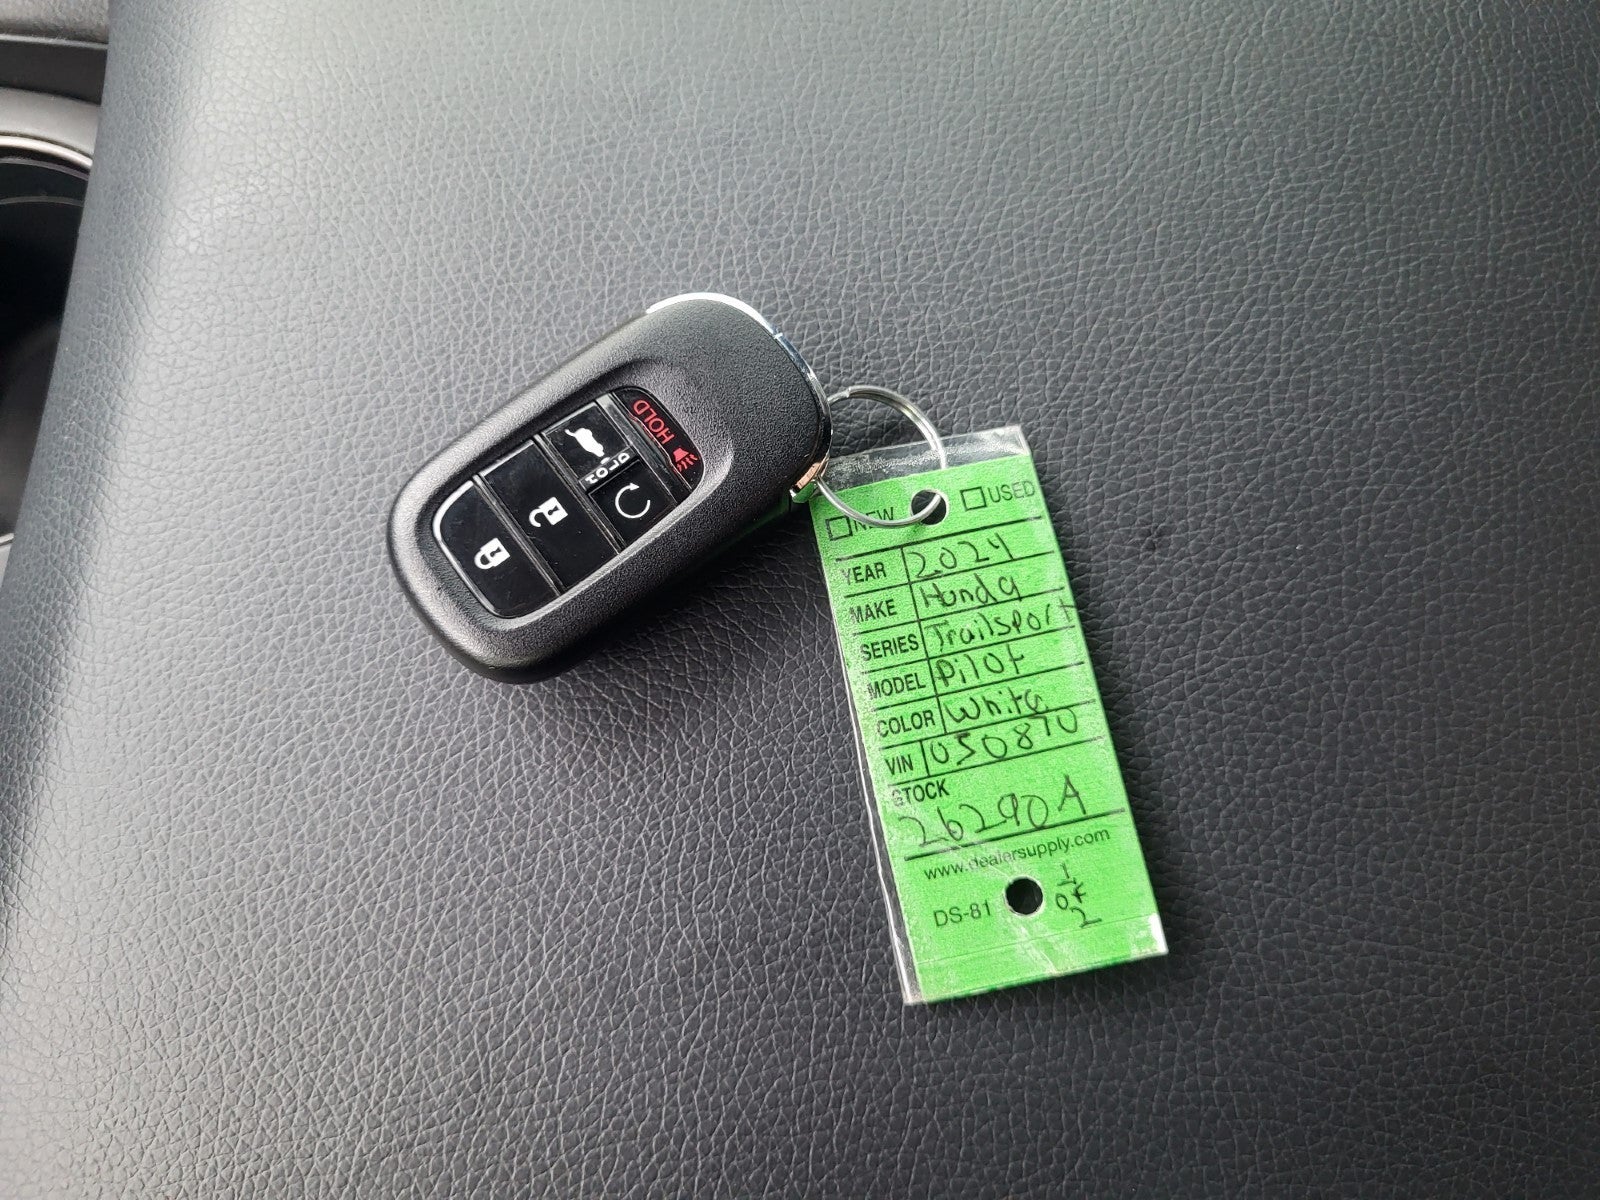 HOLD
HOLD
NEW USED
YEAR 2024
MAKE Honda
SERIES Trailsport
MODEL Pilot
COLOR White
VIN 050870
STOCK
26290A
www.dealersupply.com
DS-81
1
of
2